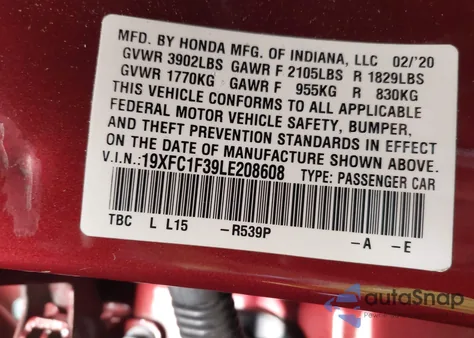 MFD. BY HONDA MFG. OF INDIANA, LLC 02/'20
GVWR 3902LBS GAWR F 2105LBS R 1829LBS
GVWR 1770KG GAWR F 955KG R 830KG
THIS VEHICLE CONFORMS TO ALL APPLICABLE
FEDERAL MOTOR VEHICLE SAFETY, BUMPER,
AND THEFT PREVENTION STANDARDS IN EFFECT
ON THE DATE OF MANUFACTURE SHOWN ABOVE.
V.I.N.:19XFC1F39LE208608 TYPE: PASSENGER CAR
TBC L L15 -R539P -A -E
autoSnap